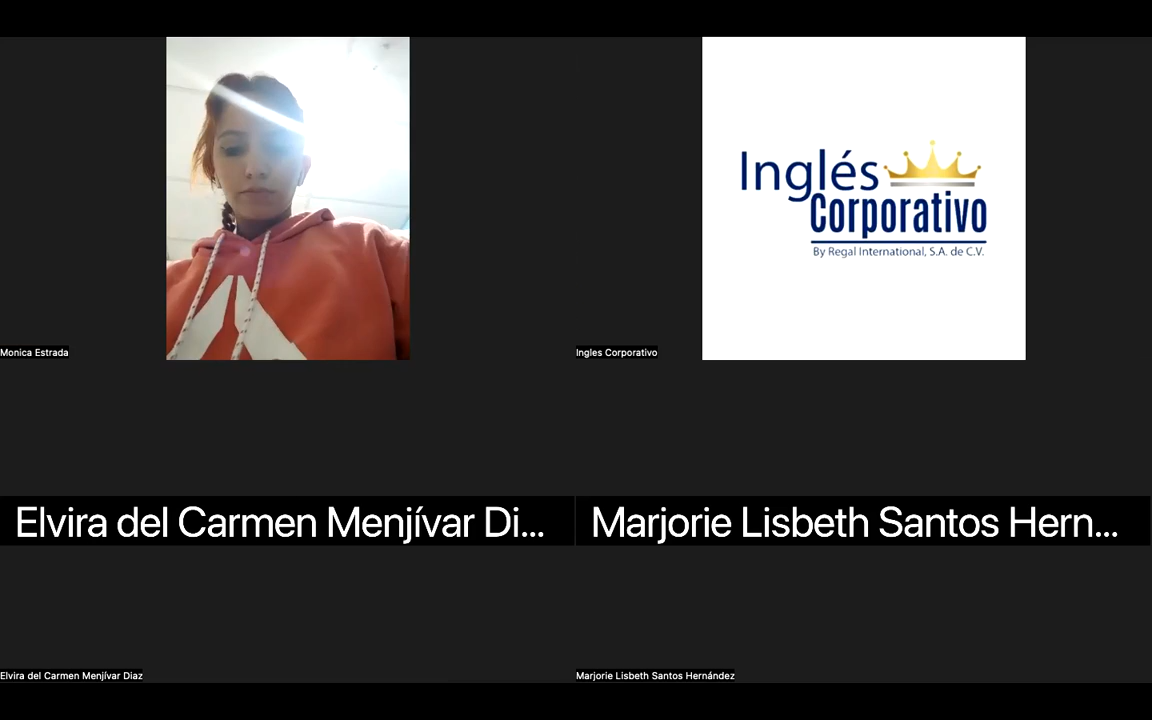 Inglés
Corporativo
By Regal International, S.A. de C.V.
Monica Estrada
Ingles Corporativo
Elvira del Carmen Menjívar Di...
Marjorie Lisbeth Santos Hern...
Elvira del Carmen Menjívar Diaz
Marjorie Lisbeth Santos Hernández